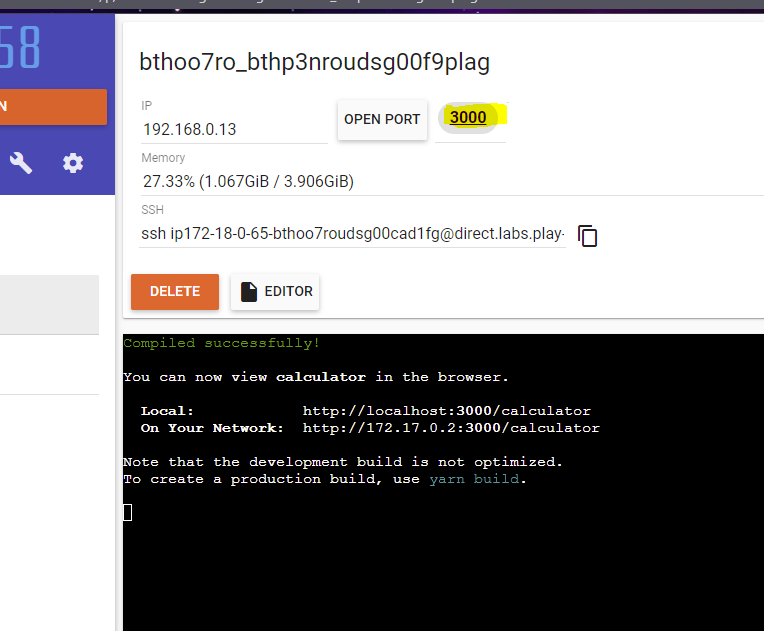 58
bthoo7ro_bthp3nroudsg00f9plag
IP
192.168.0.13
OPEN PORT
3000
N
Memory
27.33% (1.067GiB / 3.906GiB)
SSH
ssh ip172-18-0-65-bthoo7roudsg00cad1fg@direct.labs.play-
DELETE
EDITOR
Compiled successfully!
You can now view calculator in the browser.
Local: http://localhost:3000/calculator
On Your Network: http://172.17.0.2:3000/calculator
Note that the development build is not optimized.
To create a production build, use yarn build.